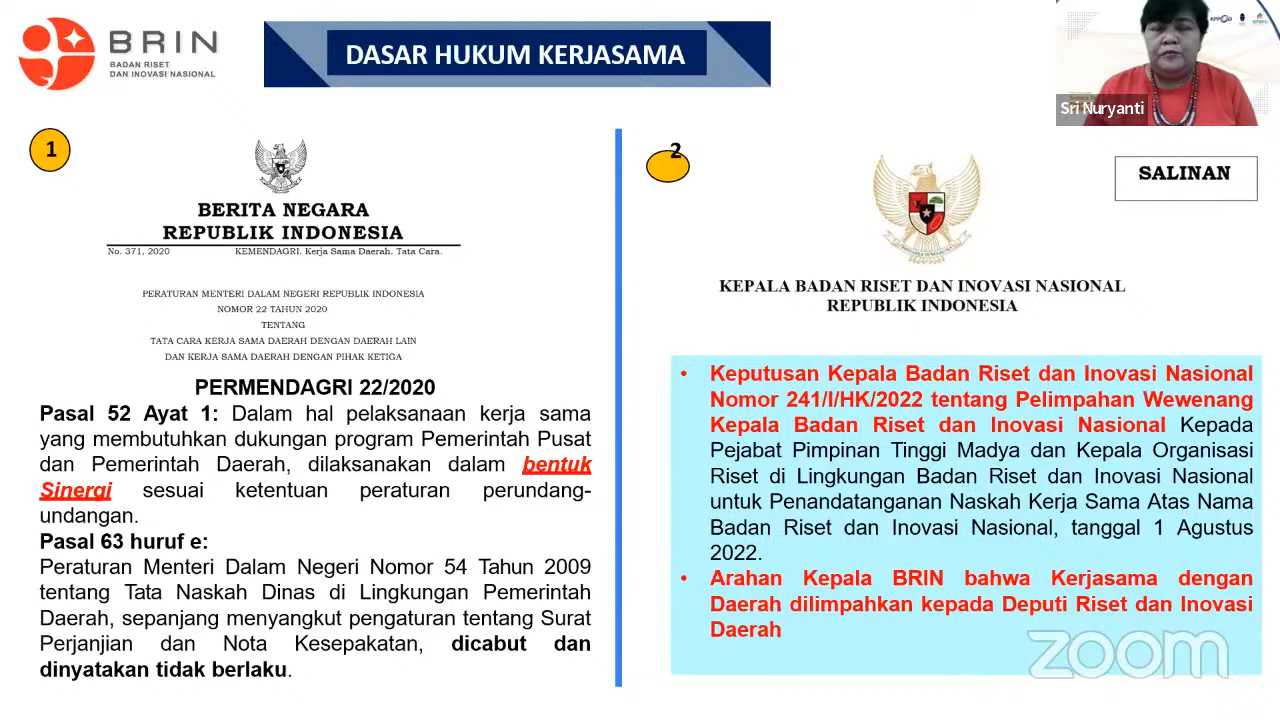 BRIN
BADAN RISET
DAN INOVASI NASIONAL
DASAR HUKUM KERJASAMA
Sri Nuryanti
1
BERITA NEGARA
REPUBLIK INDONESIA
No. 371, 2020 KEMENDAGRI. Kerja Sama Daerah. Tata Cara.
PERATURAN MENTERI DALAM NEGERI REPUBLIK INDONESIA
NOMOR 22 TAHUN 2020
TENTANG
TATA CARA KERJA SAMA DAERAH DENGAN DAERAH LAIN
DAN KERJA SAMA DAERAH DENGAN PIHAK KETIGA
PERMENDAGRI 22/2020
Pasal 52 Ayat 1: Dalam hal pelaksanaan kerja sama
yang membutuhkan dukungan program Pemerintah Pusat
dan Pemerintah Daerah, dilaksanakan dalam bentuk
Sinergi sesuai ketentuan peraturan perundang-
undangan.
Pasal 63 huruf e:
Peraturan Menteri Dalam Negeri Nomor 54 Tahun 2009
tentang Tata Naskah Dinas di Lingkungan Pemerintah
Daerah, sepanjang menyangkut pengaturan tentang Surat
Perjanjian dan Nota Kesepakatan, dicabut dan
dinyatakan tidak berlaku.
2
SALINAN
KEPALA BADAN RISET DAN INOVASI NASIONAL
REPUBLIK INDONESIA
• Keputusan Kepala Badan Riset dan Inovasi Nasional
Nomor 241/I/HK/2022 tentang Pelimpahan Wewenang
Kepala Badan Riset dan Inovasi Nasional Kepada
Pejabat Pimpinan Tinggi Madya dan Kepala Organisasi
Riset di Lingkungan Badan Riset dan Inovasi Nasional
untuk Penandatanganan Naskah Kerja Sama Atas Nama
Badan Riset dan Inovasi Nasional, tanggal 1 Agustus
2022.
• Arahan Kepala BRIN bahwa Kerjasama dengan
Daerah dilimpahkan kepada Deputi Riset dan Inovasi
Daerah
zoom